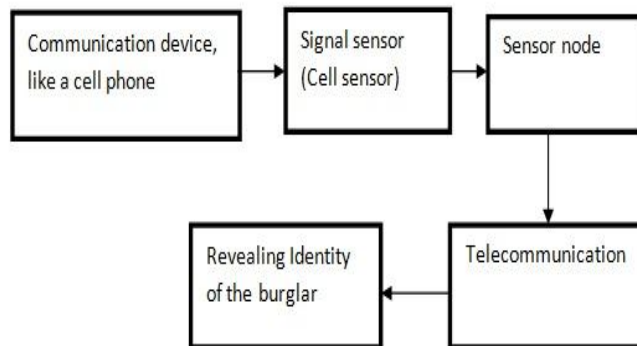 Communication device,
like a cell phone
Signal sensor
(Cell sensor)
Sensor node
Telecommunication
Revealing Identity
of the burglar